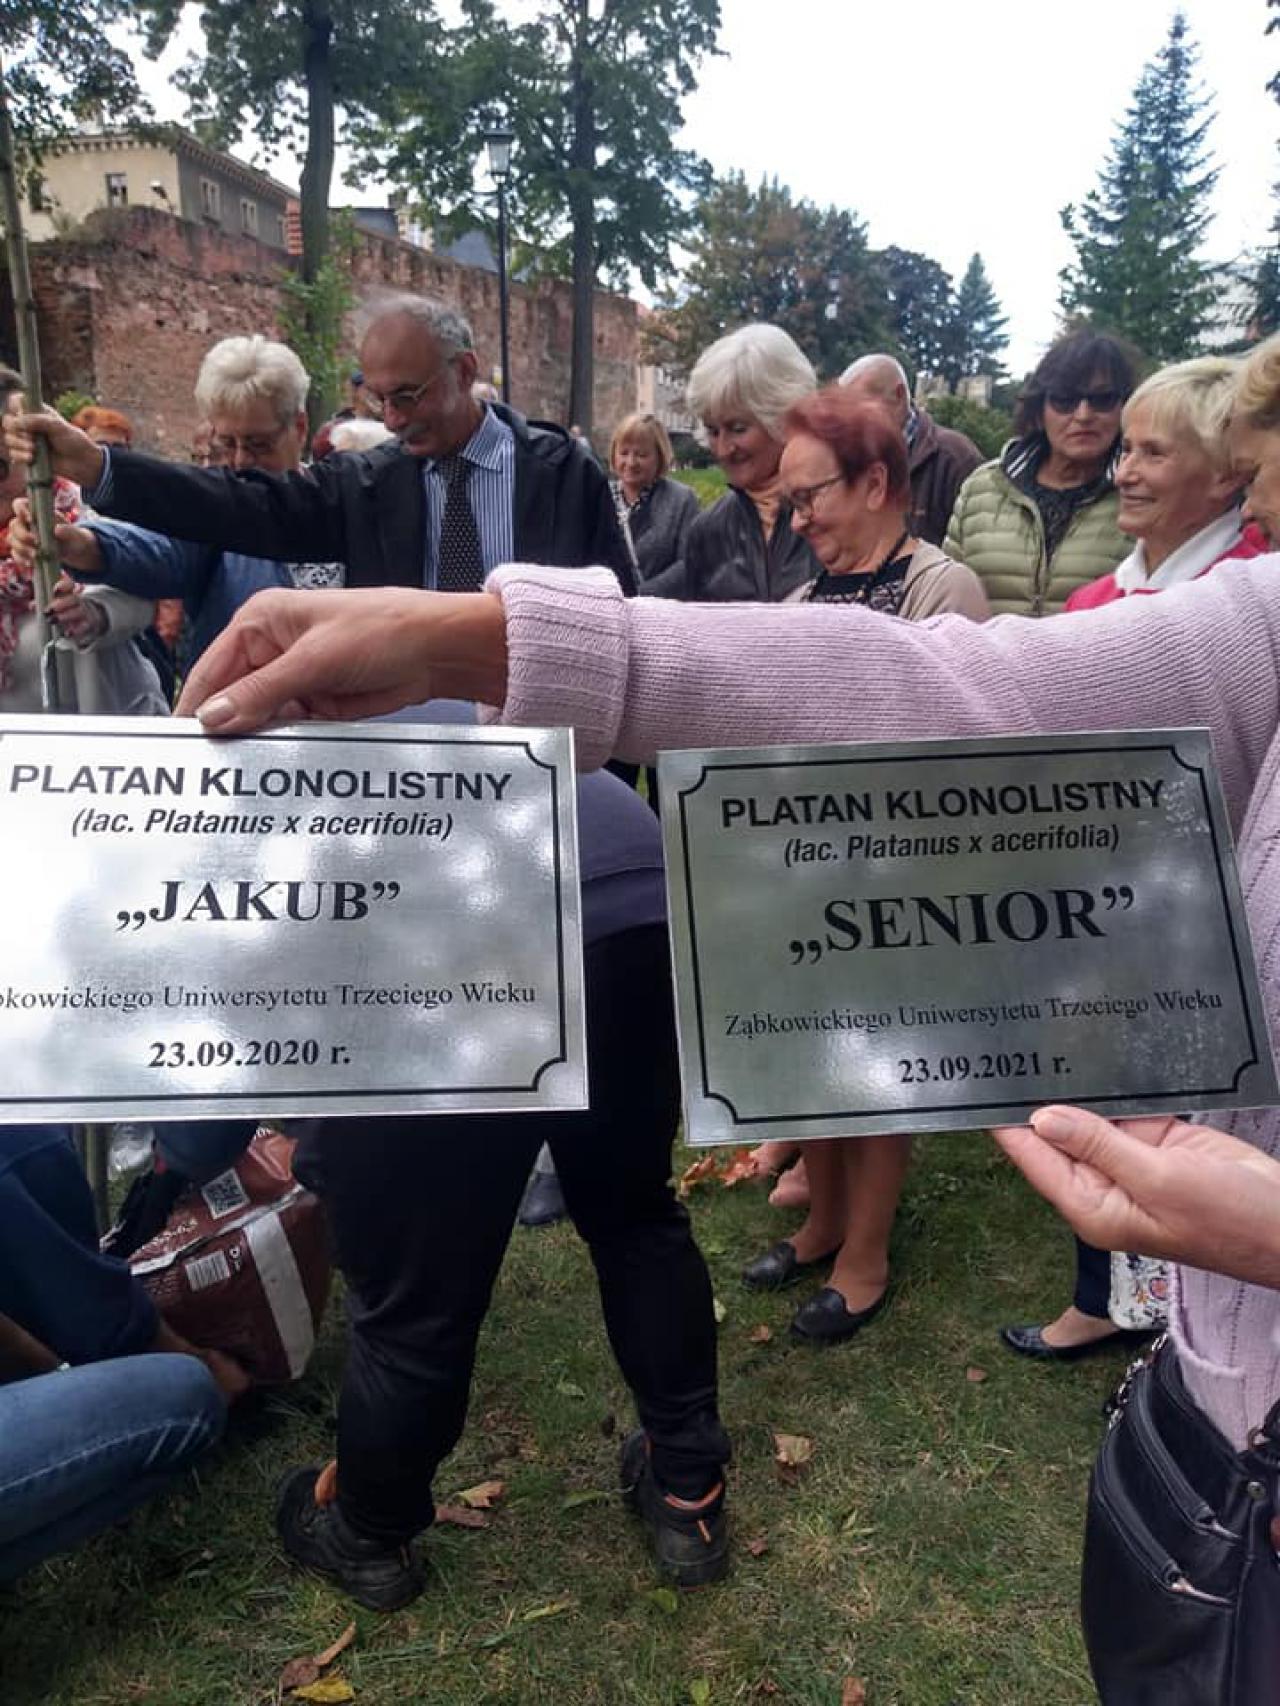 PLATAN KLONOLISTNY
(łac. Platanus x acerifolia)
„JAKUB”
Uniwersytetu Trzeciego Wieku
23.09.2020 r.
PLATAN KLONOLISTNY
(łac. Platanus x acerifolia)
„SENIOR”
Ząbkowickiego Uniwersytetu Trzeciego Wieku
23.09.2021 r.